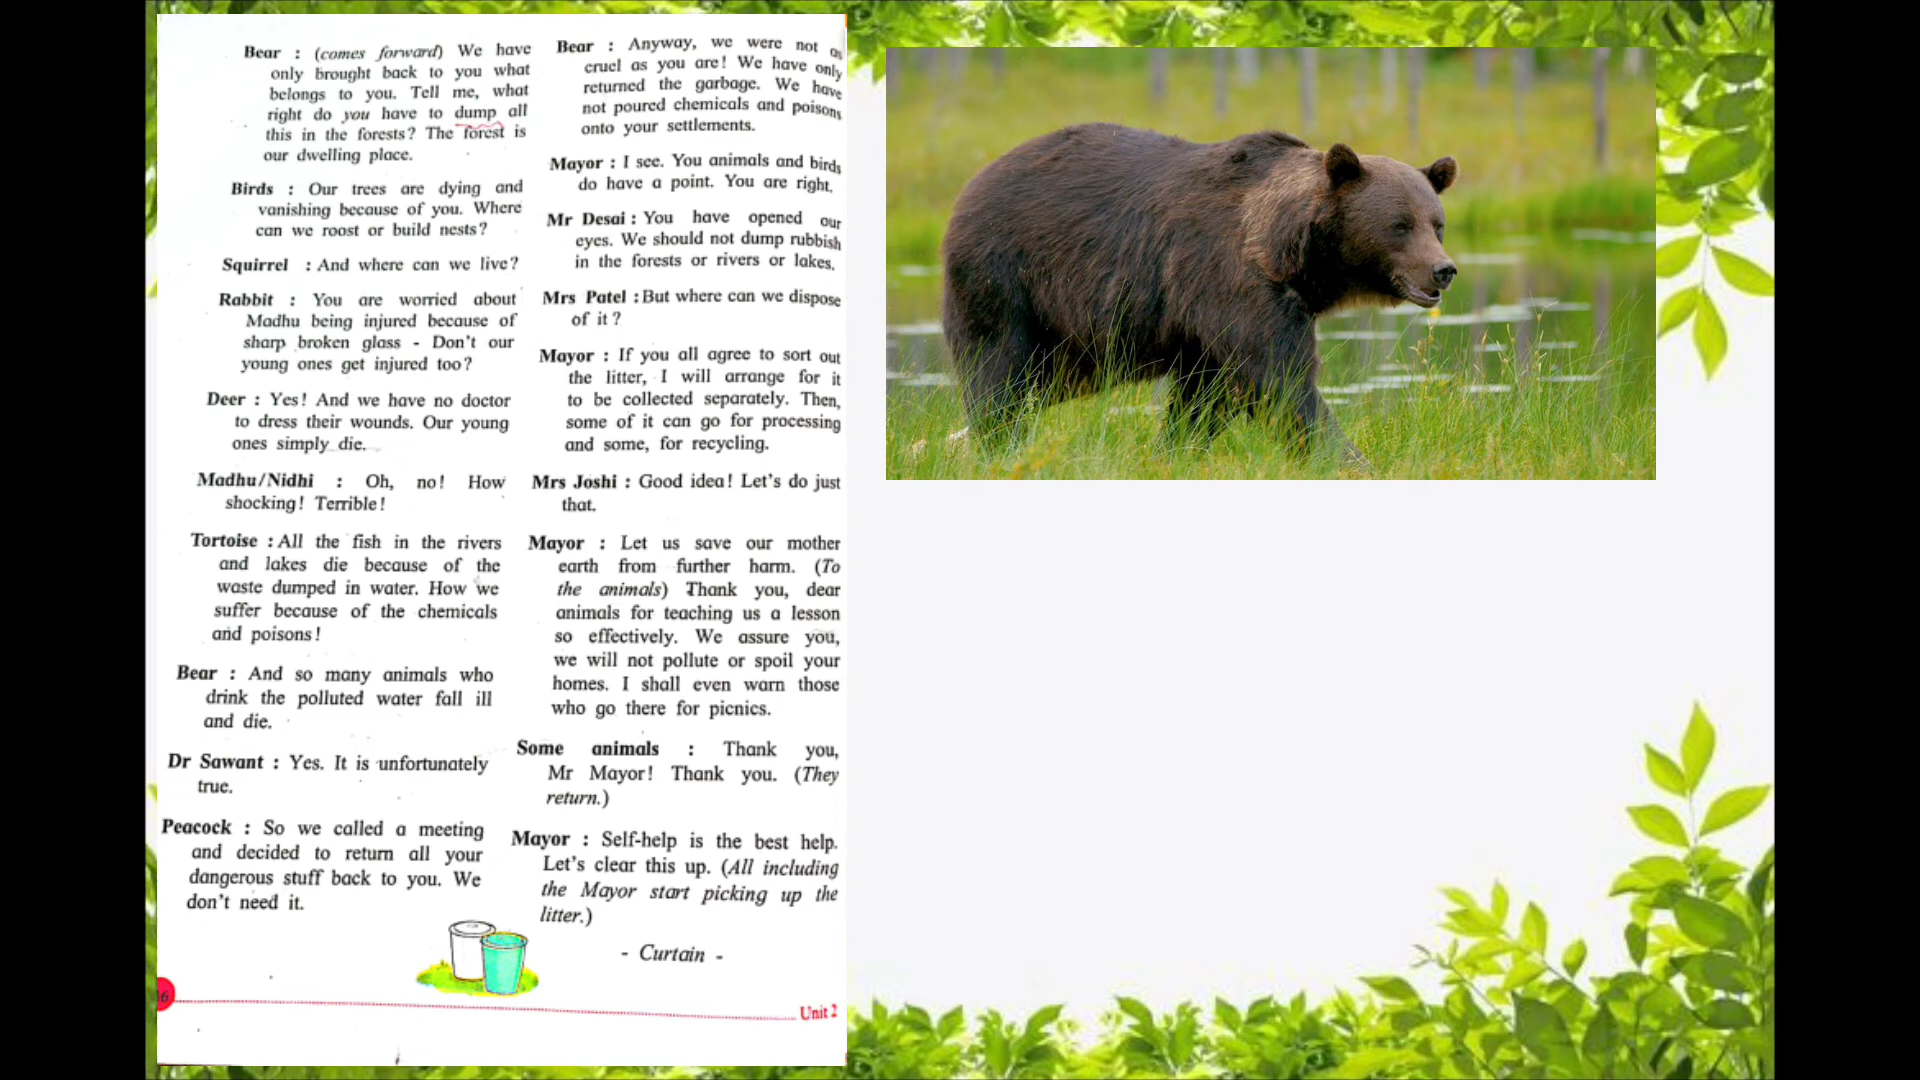 Bear : (comes forward) We have
only brought back to you what
belongs to you. Tell me, what
right do you have to dump all
this in the forests? The forest is
our dwelling place.
Birds : Our trees are dying and
vanishing because of you. Where
can we roost or build nests?
Squirrel : And where can we live?
Rabbit : You are worried about
Madhu being injured because of
sharp broken glass - Don't our
young ones get injured too?
Deer : Yes! And we have no doctor
to dress their wounds. Our young
ones simply die.
Madhu/Nidhi : Oh, no! How
shocking! Terrible!
Tortoise : All the fish in the rivers
and lakes die because of the
waste dumped in water. How we
suffer because of the chemicals
and poisons!
Bear : And so many animals who
drink the polluted water fall ill
and die.
Dr Sawant : Yes. It is unfortunately
true.
Peacock : So we called a meeting
and decided to return all your
dangerous stuff back to you. We
don't need it.
Bear : Anyway, we were not as
cruel as you are! We have only
returned the garbage. We have
not poured chemicals and poisons
onto your settlements.
Mayor : I see. You animals and birds
do have a point. You are right.
Mr Desai : You have opened our
eyes. We should not dump rubbish
in the forests or rivers or lakes.
Mrs Patel : But where can we dispose
of it?
Mayor : If you all agree to sort out
the litter, I will arrange for it
to be collected separately. Then,
some of it can go for processing
and some, for recycling.
Mrs Joshi : Good idea! Let's do just
that.
Mayor : Let us save our mother
earth from further harm. (To
the animals) Thank you, dear
animals for teaching us a lesson
so effectively. We assure you,
we will not pollute or spoil your
homes. I shall even warn those
who go there for picnics.
Some animals : Thank you,
Mr Mayor! Thank you. (They
return.)
Mayor : Self-help is the best help.
Let's clear this up. (All including
the Mayor start picking up the
litter.)
- Curtain -
Unit 2